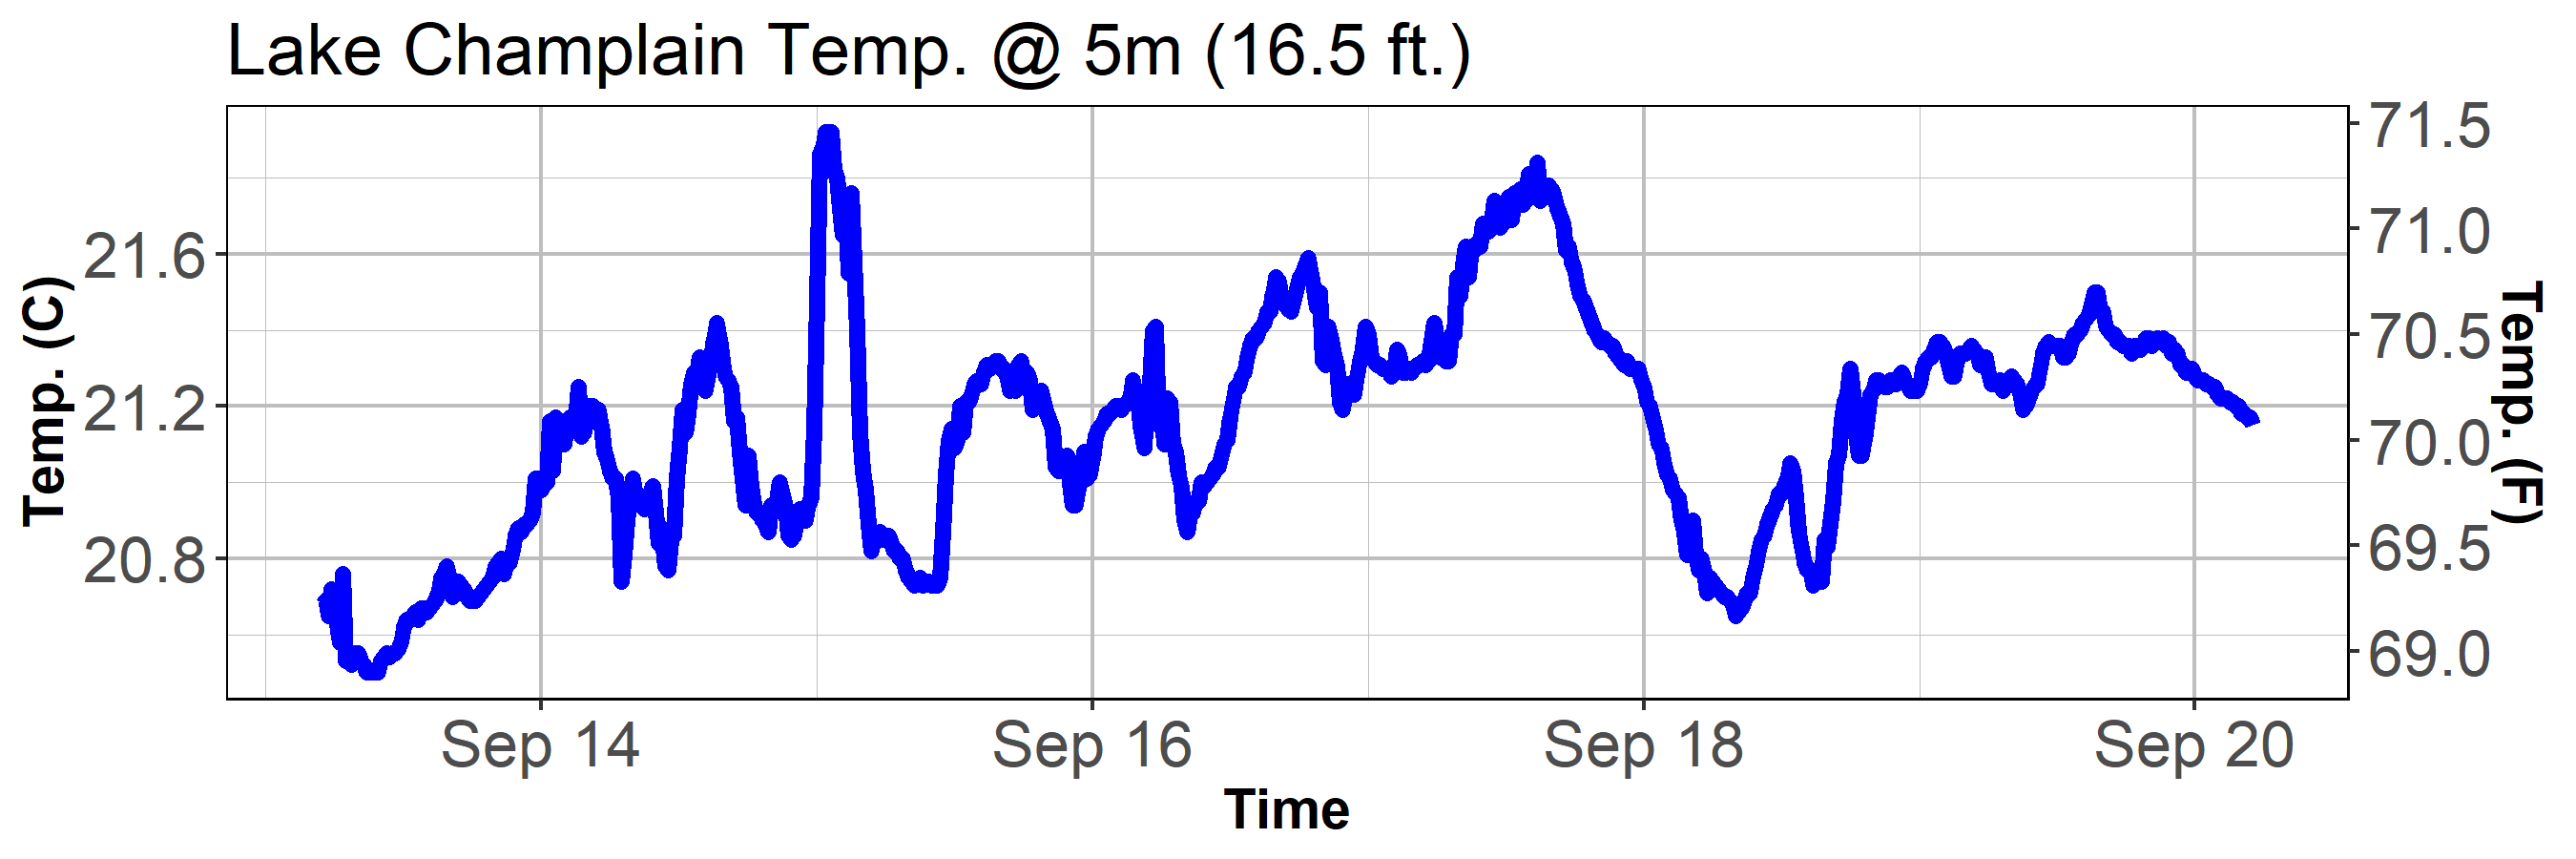 Lake Champlain Temp. @ 5m (16.5 ft.)
Temp. (C)
21.6
21.2
20.8
71.5
71.0
70.5
70.0
69.5
69.0
Temp. (F)
Sep 14
Sep 16
Sep 18
Sep 20
Time